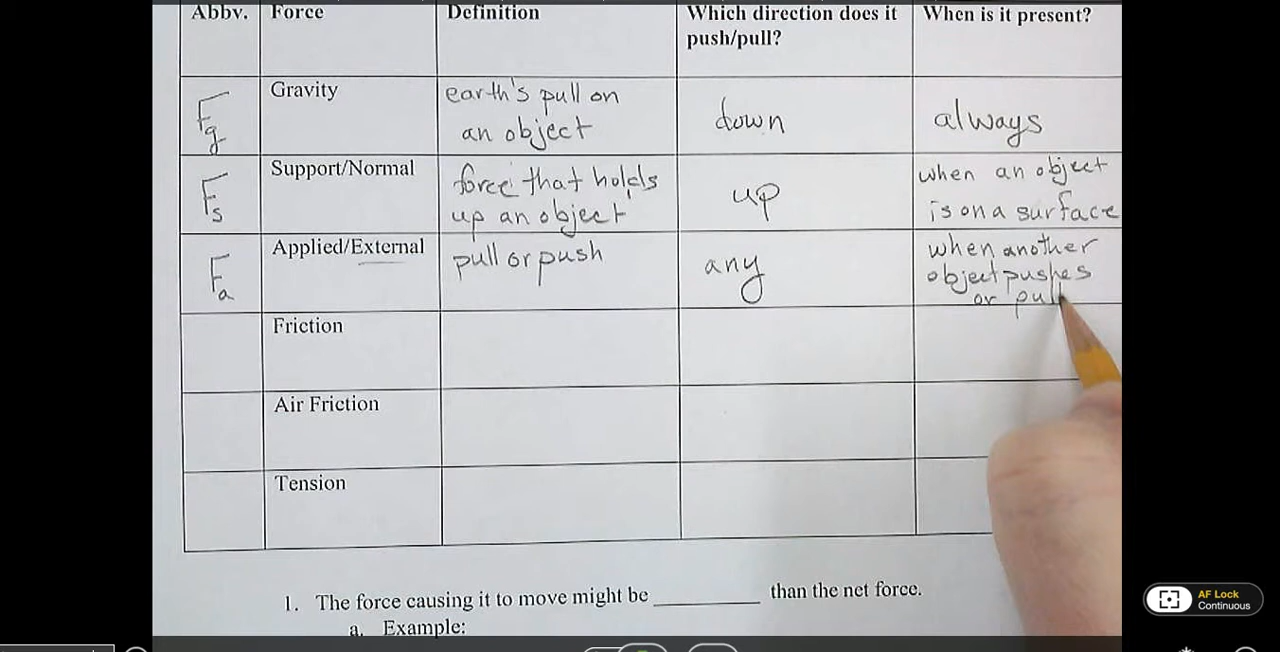 Abbv. Force Definition Which direction does it When is it present?
push/pull?
Fg Gravity earth's pull on down always
an object
Fs Support/Normal force that holds up when an object
up an object is on a surface
Fa Applied/External pull or push any when another
object pushes
or pull
Friction
Air Friction
Tension
1. The force causing it to move might be ________ than the net force.
a. Example:
AF Lock
Continuous